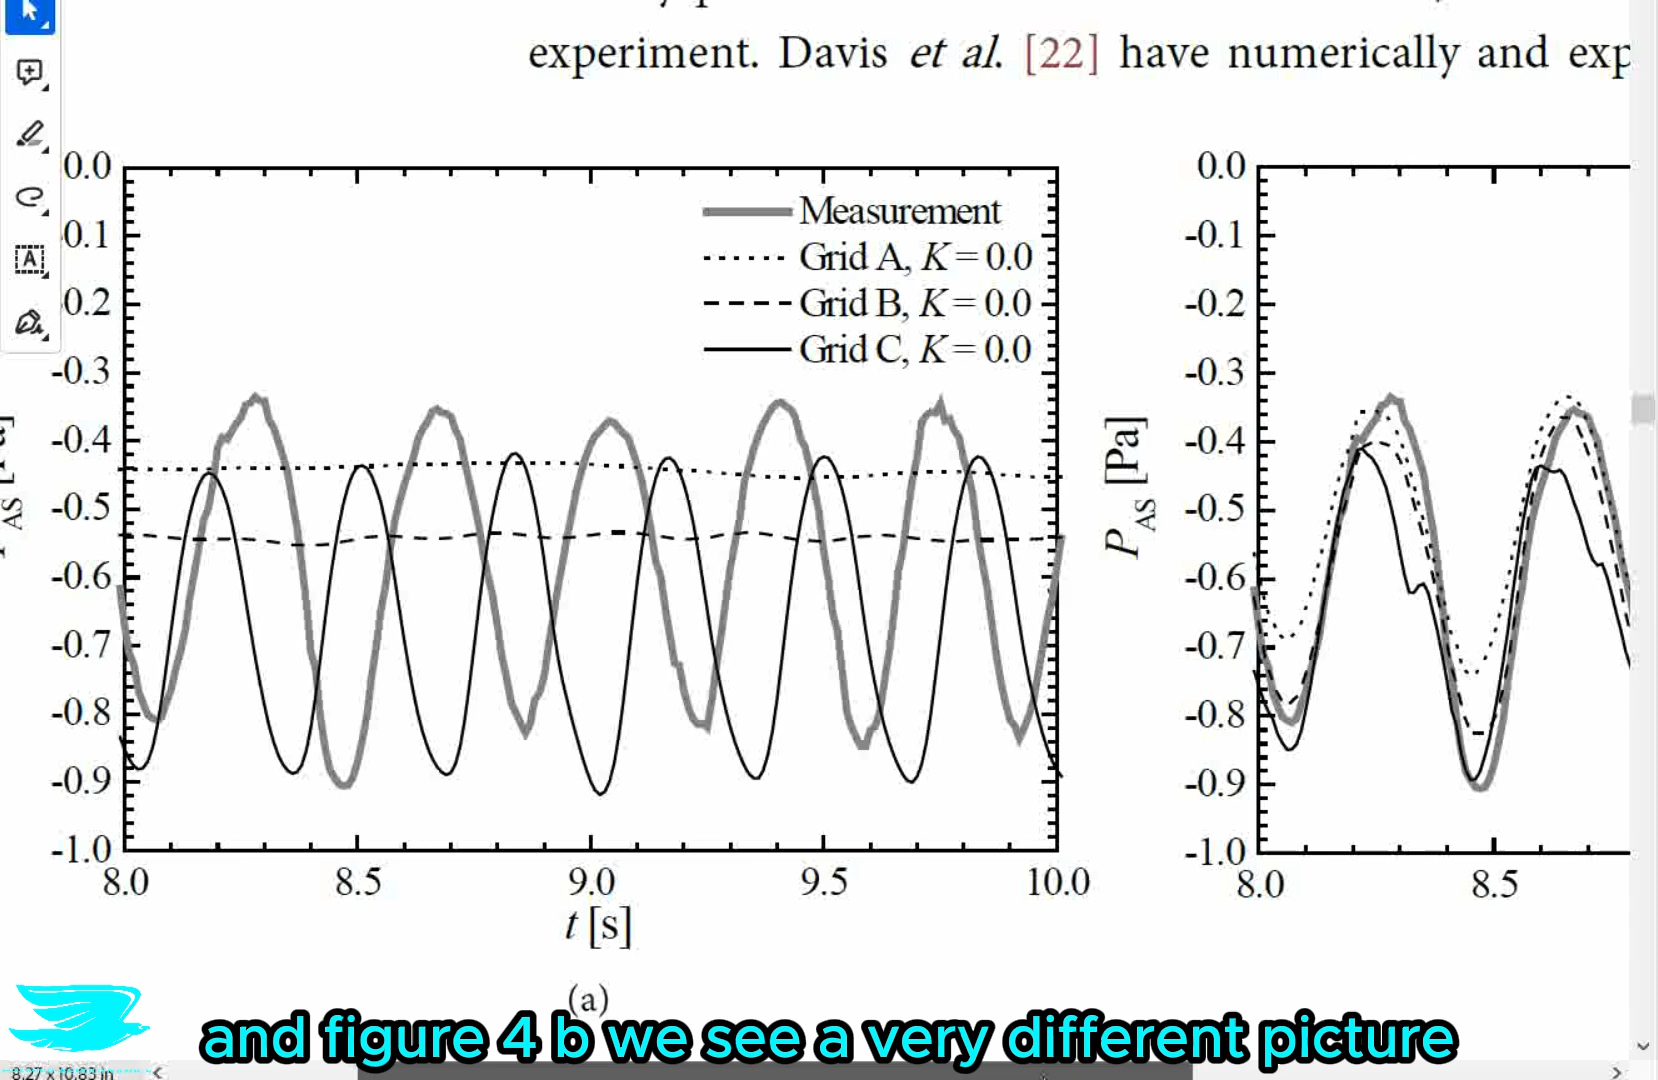 experiment. Davis et al. [22] have numerically and exp
0.0
0.1
0.2
-0.3
-0.4
-0.5
-0.6
-0.7
-0.8
-0.9
-1.0
AS
Measurement
Grid A, K = 0.0
Grid B, K = 0.0
Grid C, K = 0.0
8.0 8.5 9.0 9.5 10.0
t [s]
(a)
0.0
-0.1
-0.2
-0.3
-0.4
-0.5
-0.6
-0.7
-0.8
-0.9
-1.0
PAS [Pa]
8.0 8.5
and figure 4 b we see a very different picture
8.27 x 10.83 in